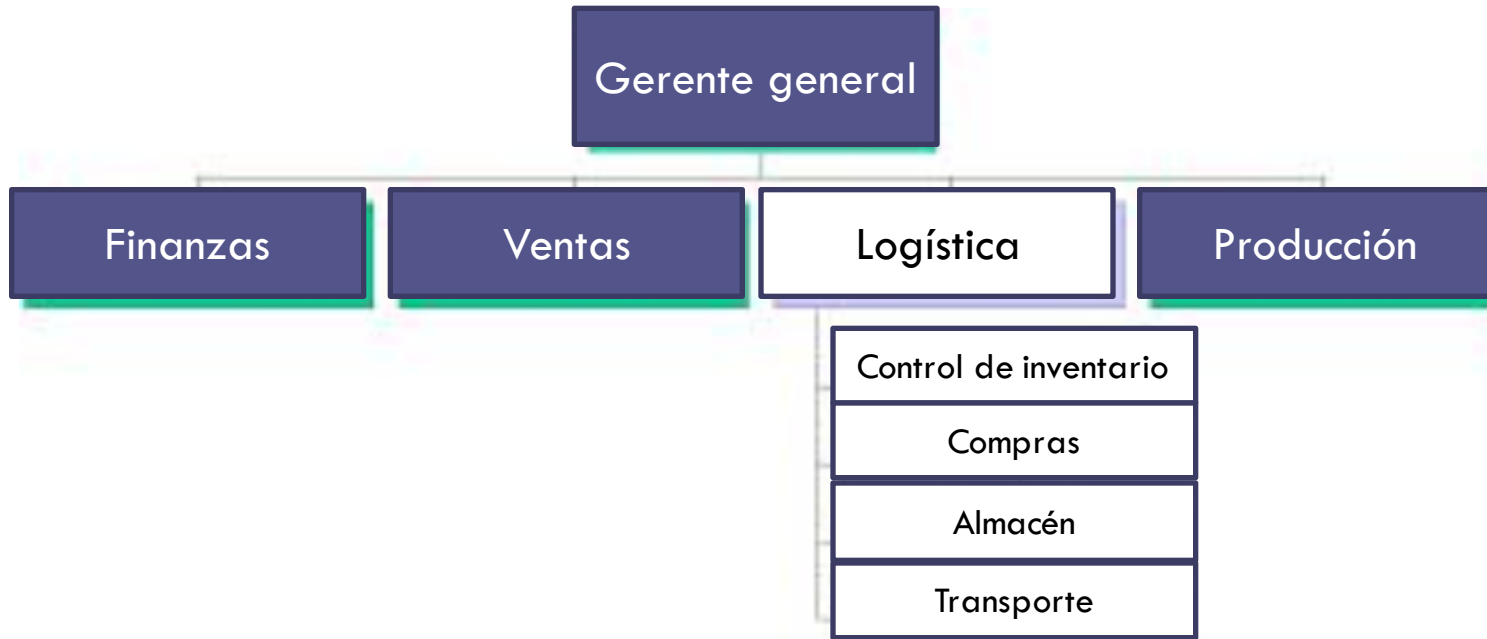 Gerente general
Finanzas
Ventas
Logística
Producción
Control de inventario
Compras
Almacén
Transporte